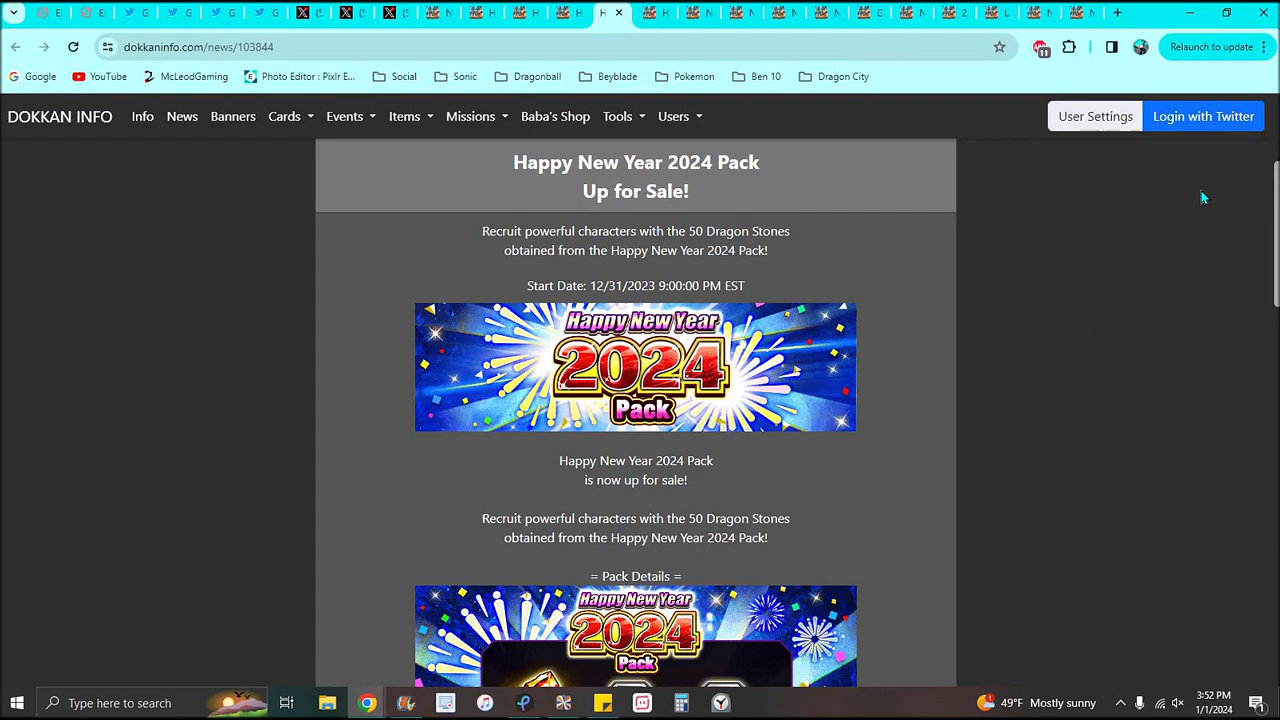 dokkaninfo.com/news/103844
11
Relaunch to update
Google
YouTube
McLeodGaming
Photo Editor : Pixlr E...
Social
Sonic
Dragonball
Beyblade
Pokemon
Ben 10
Dragon City
DOKKAN INFO
Info
News
Banners
Cards
Events
Items
Missions
Baba's Shop
Tools
Users
User Settings
Login with Twitter
Happy New Year 2024 Pack
Up for Sale!
Recruit powerful characters with the 50 Dragon Stones
obtained from the Happy New Year 2024 Pack!
Start Date: 12/31/2023 9:00:00 PM EST
Happy New Year
2024
Pack
Happy New Year 2024 Pack
is now up for sale!
Recruit powerful characters with the 50 Dragon Stones
obtained from the Happy New Year 2024 Pack!
= Pack Details =
Happy New Year
2024
Pack
Type here to search
49°F Mostly sunny
3:52 PM
1/1/2024